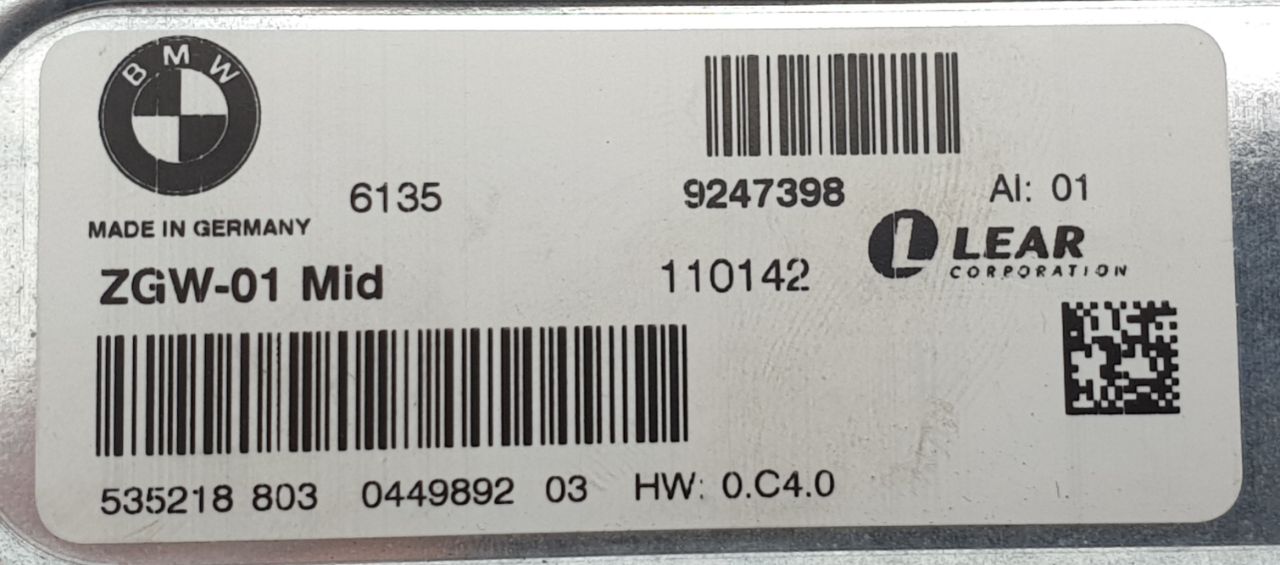 BMW
6135 9247398 AI: 01
MADE IN GERMANY
LEAR
CORPORATION
ZGW-01 Mid 110142
535218 803 0449892 03 HW: 0.C4.0